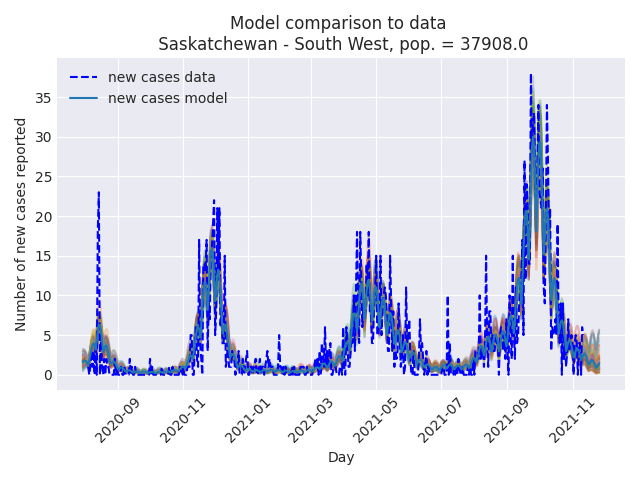 Model comparison to data
Saskatchewan - South West, pop. = 37908.0
new cases data
new cases model
Number of new cases reported
35
30
25
20
15
10
5
0
2020-09
2020-11
2021-01
2021-03
2021-05
2021-07
2021-09
2021-11
Day